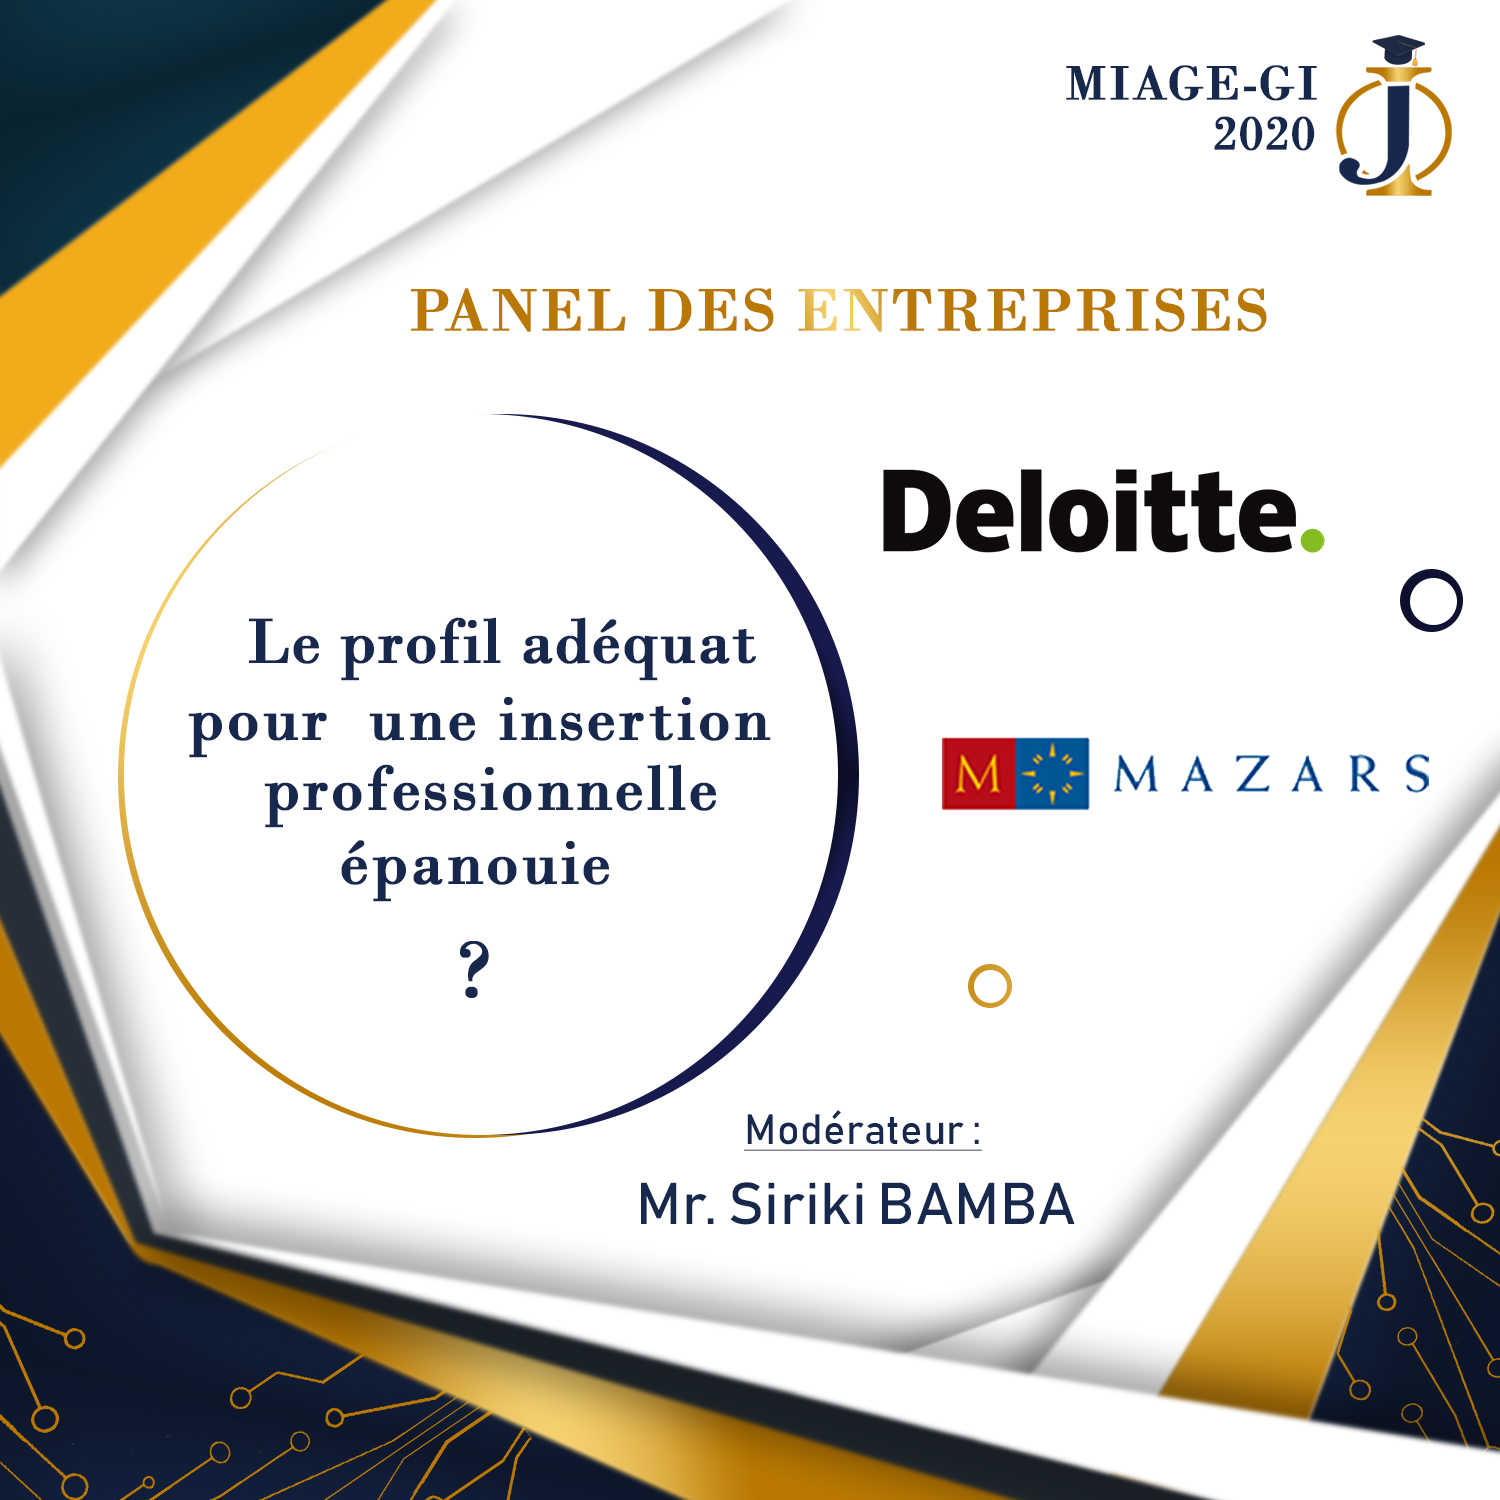 MIAGE-GI
2020
J
PANEL DES ENTREPRISES
Le profil adéquat
pour une insertion
professionnelle
épanouie
?
Deloitte.
M MAZARS
Modérateur :
Mr. Siriki BAMBA